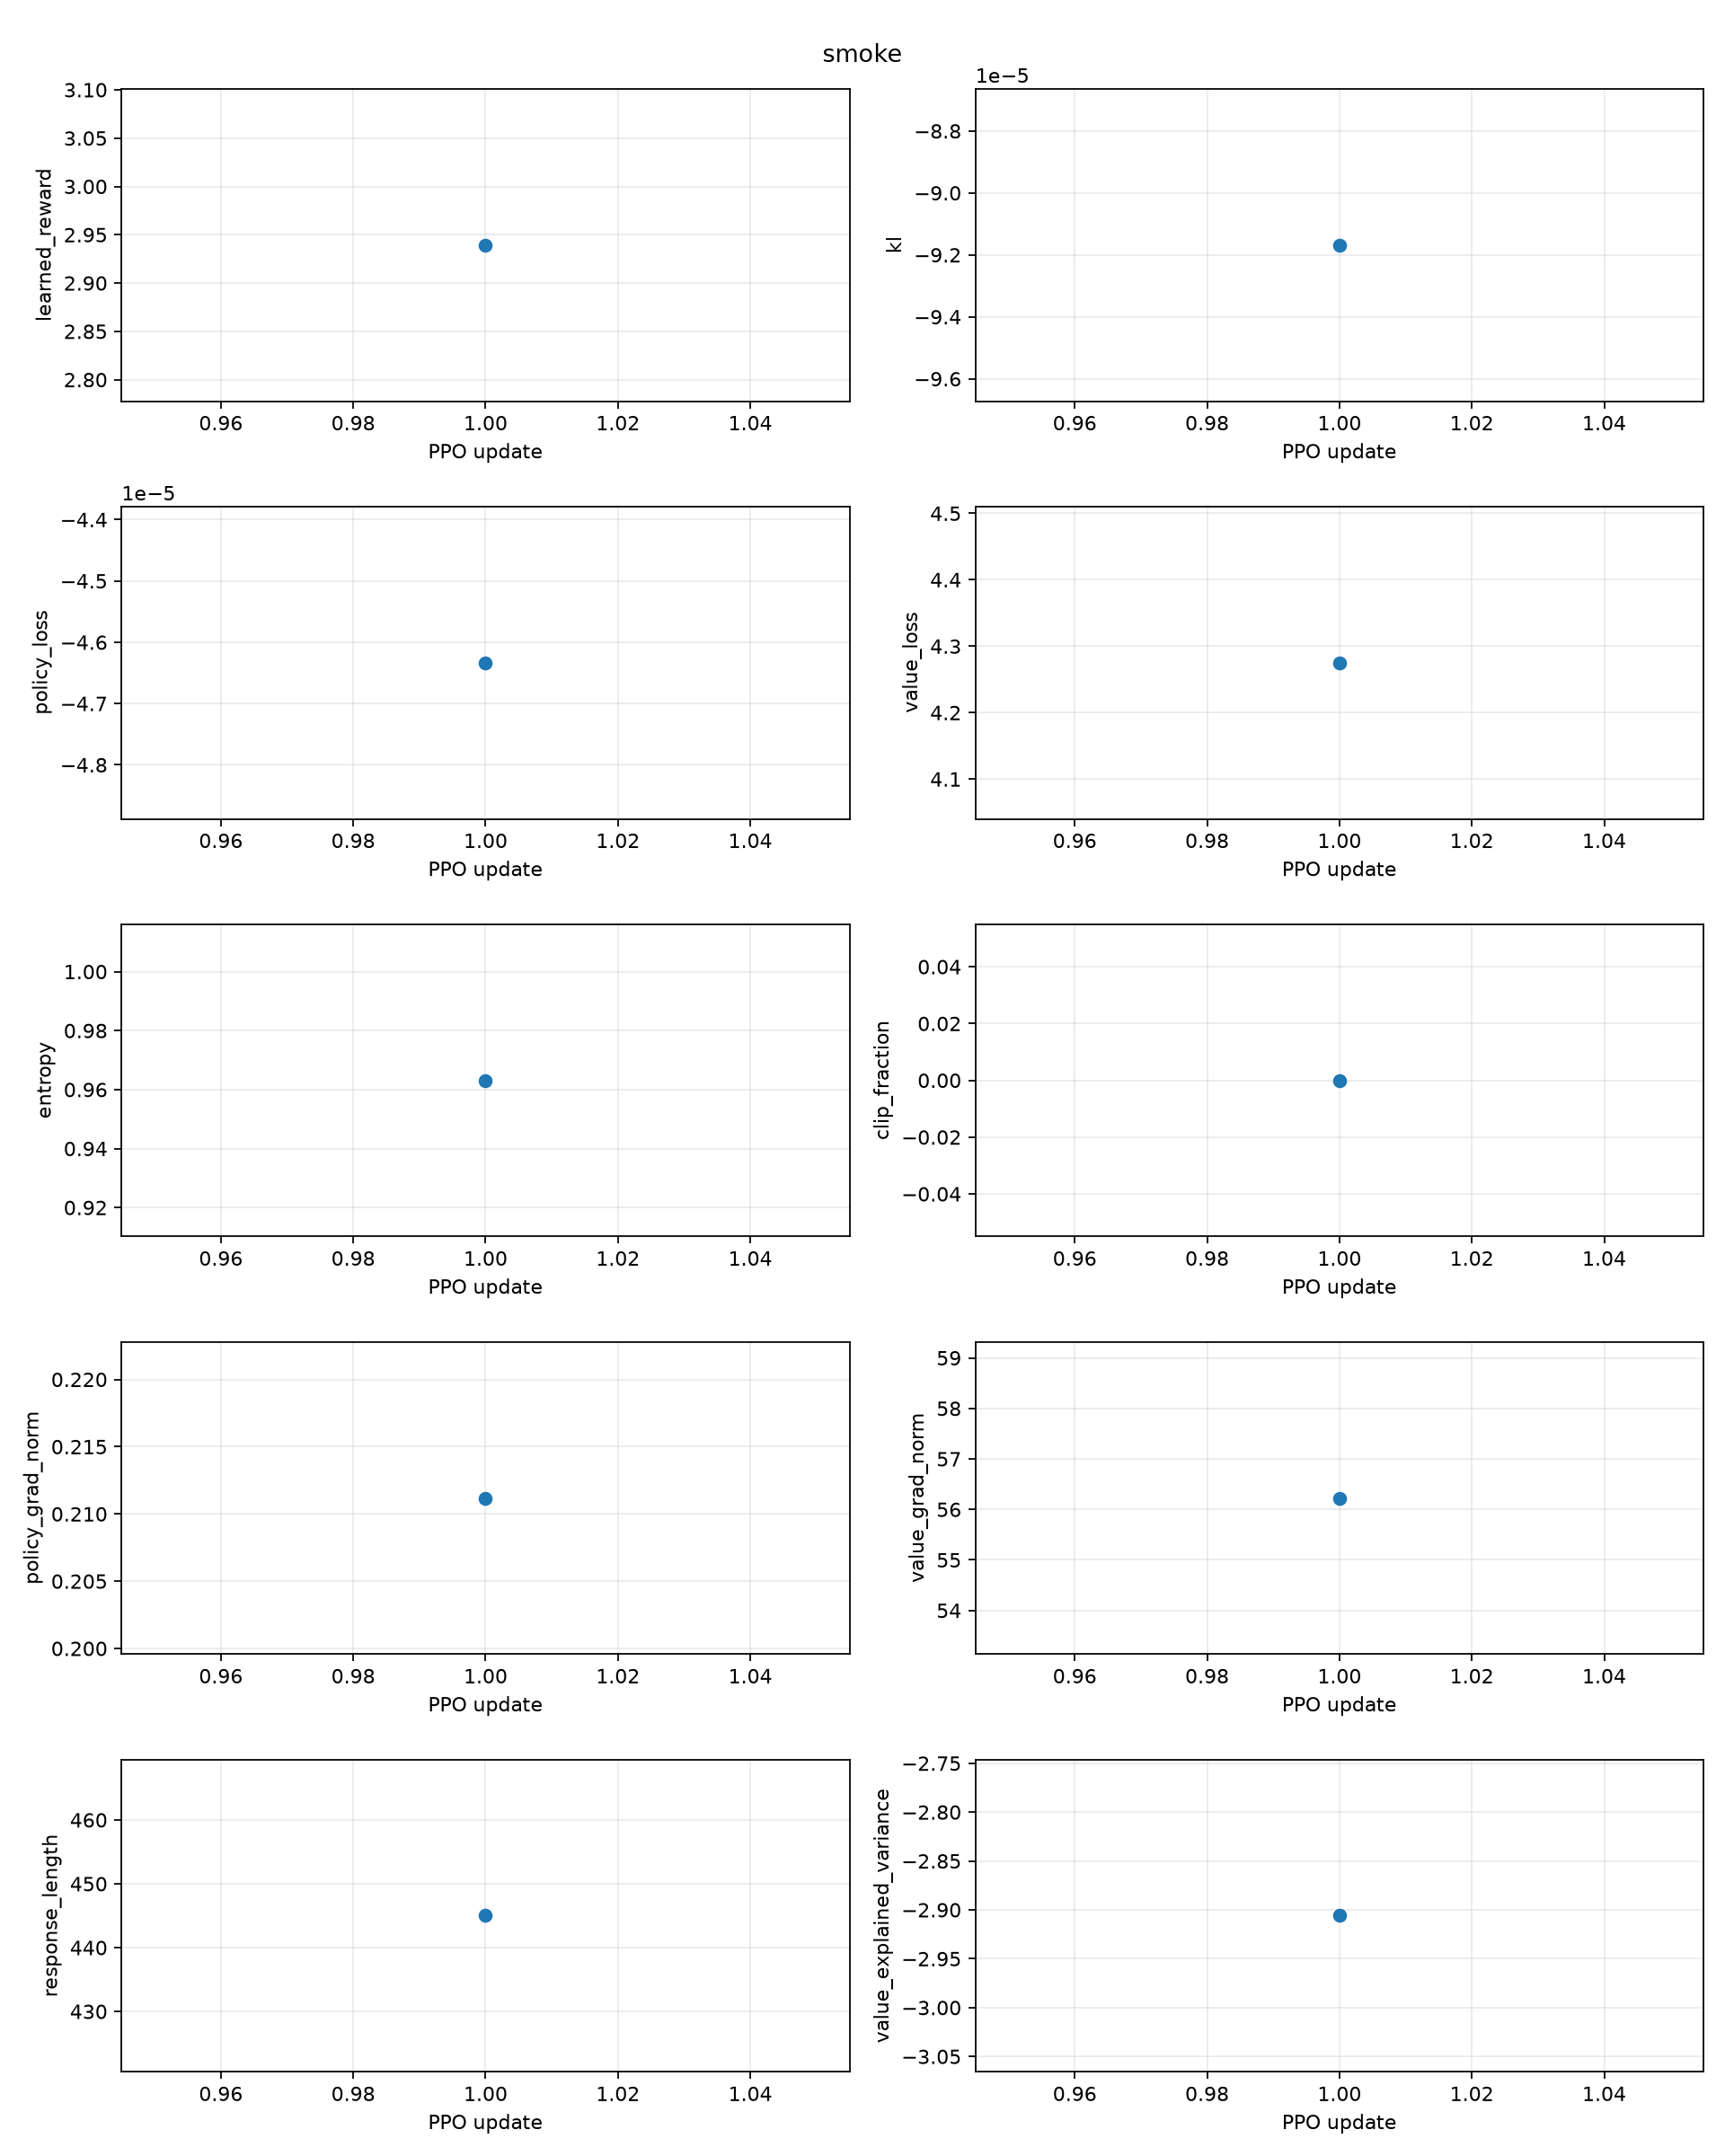 smoke
3.10
3.05
3.00
2.95
2.90
2.85
2.80
learned_reward
0.96 0.98 1.00 1.02 1.04
PPO update
1e−5
−8.8
−9.0
−9.2
−9.4
−9.6
kl
0.96 0.98 1.00 1.02 1.04
PPO update
1e−5
−4.4
−4.5
−4.6
−4.7
−4.8
policy_loss
0.96 0.98 1.00 1.02 1.04
PPO update
4.5
4.4
4.3
4.2
4.1
value_loss
0.96 0.98 1.00 1.02 1.04
PPO update
1.00
0.98
0.96
0.94
0.92
entropy
0.96 0.98 1.00 1.02 1.04
PPO update
0.04
0.02
0.00
−0.02
−0.04
clip_fraction
0.96 0.98 1.00 1.02 1.04
PPO update
0.220
0.215
0.210
0.205
0.200
policy_grad_norm
0.96 0.98 1.00 1.02 1.04
PPO update
59
58
57
56
55
54
value_grad_norm
0.96 0.98 1.00 1.02 1.04
PPO update
460
450
440
430
response_length
0.96 0.98 1.00 1.02 1.04
PPO update
−2.75
−2.80
−2.85
−2.90
−2.95
−3.00
−3.05
value_explained_variance
0.96 0.98 1.00 1.02 1.04
PPO update